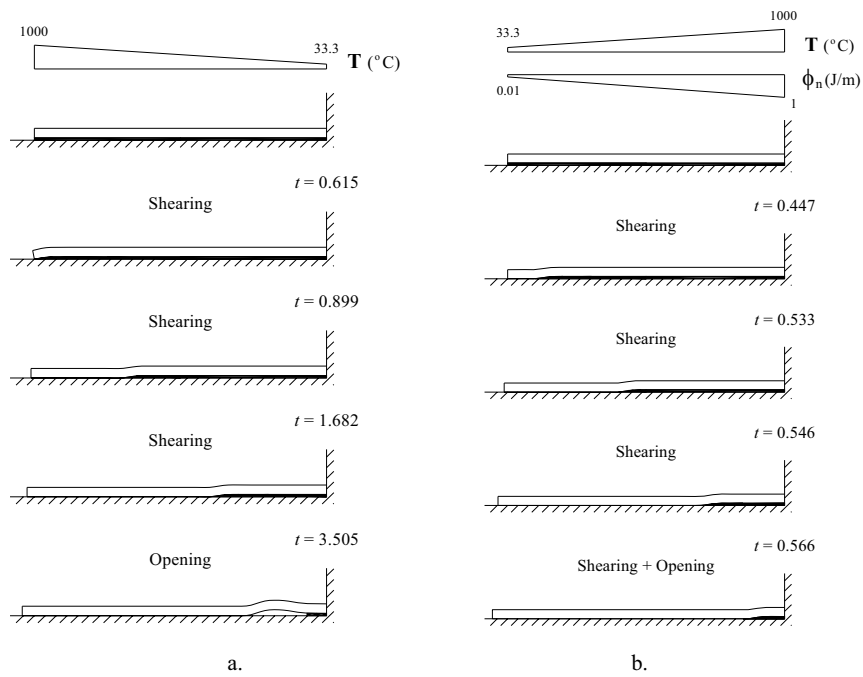 1000
33.3
T (°C)
t = 0.615
Shearing
t = 0.899
Shearing
t = 1.682
Shearing
t = 3.505
Opening
a.
1000
33.3
T (°C)
ϕn (J/m)
0.01
1
t = 0.447
Shearing
t = 0.533
Shearing
t = 0.546
Shearing
t = 0.566
Shearing + Opening
b.